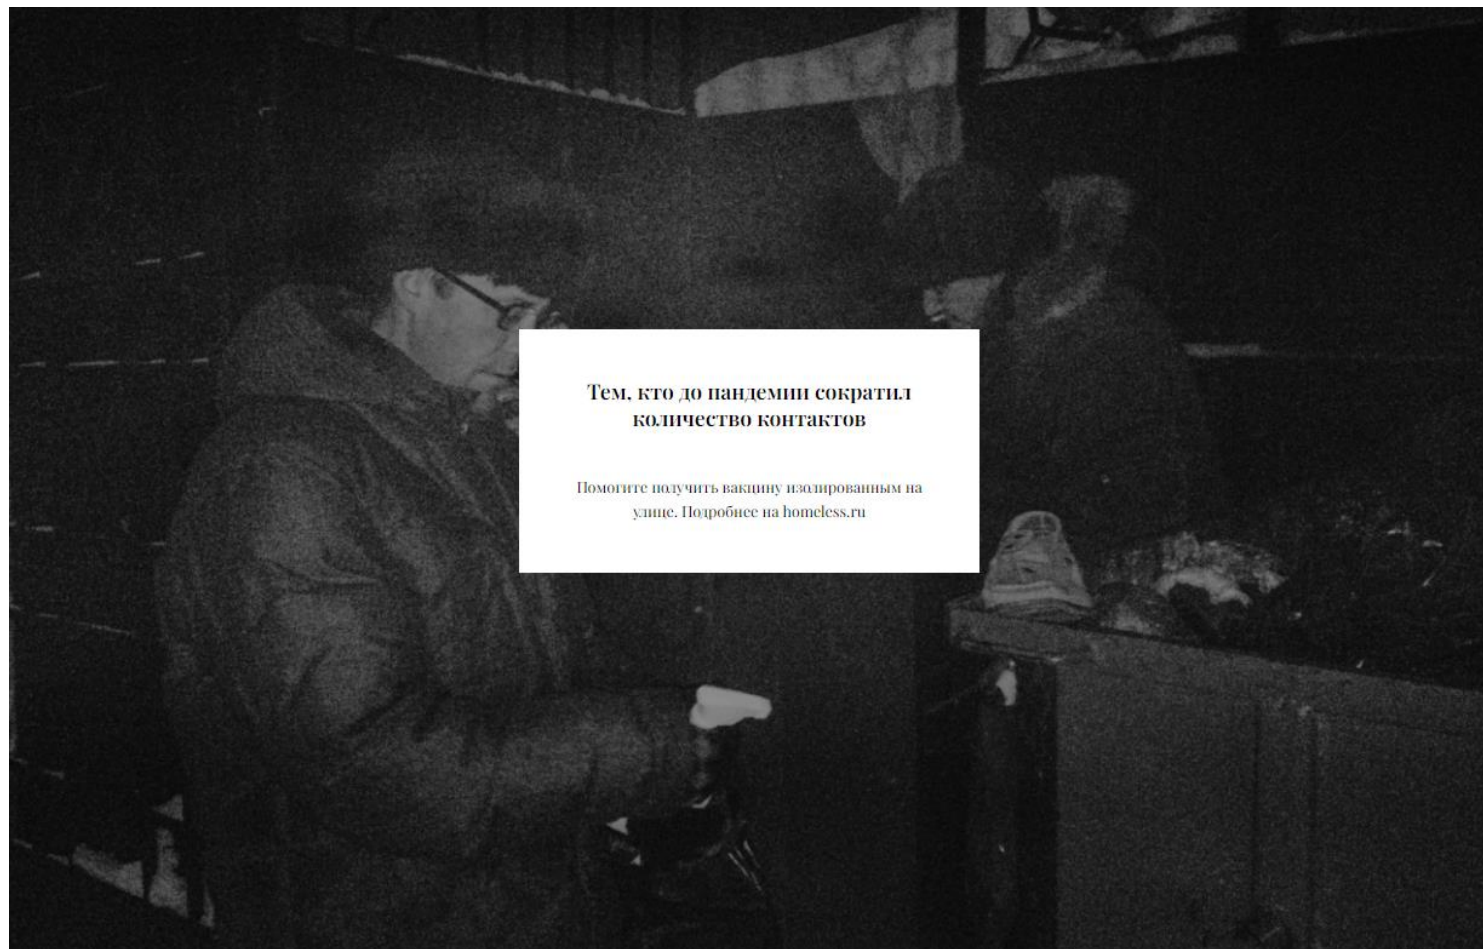 Тем, кто до пандемии сократил
количество контактов
Помогите получить вакцину изолированным на
улице. Подробнее на homeless.ru